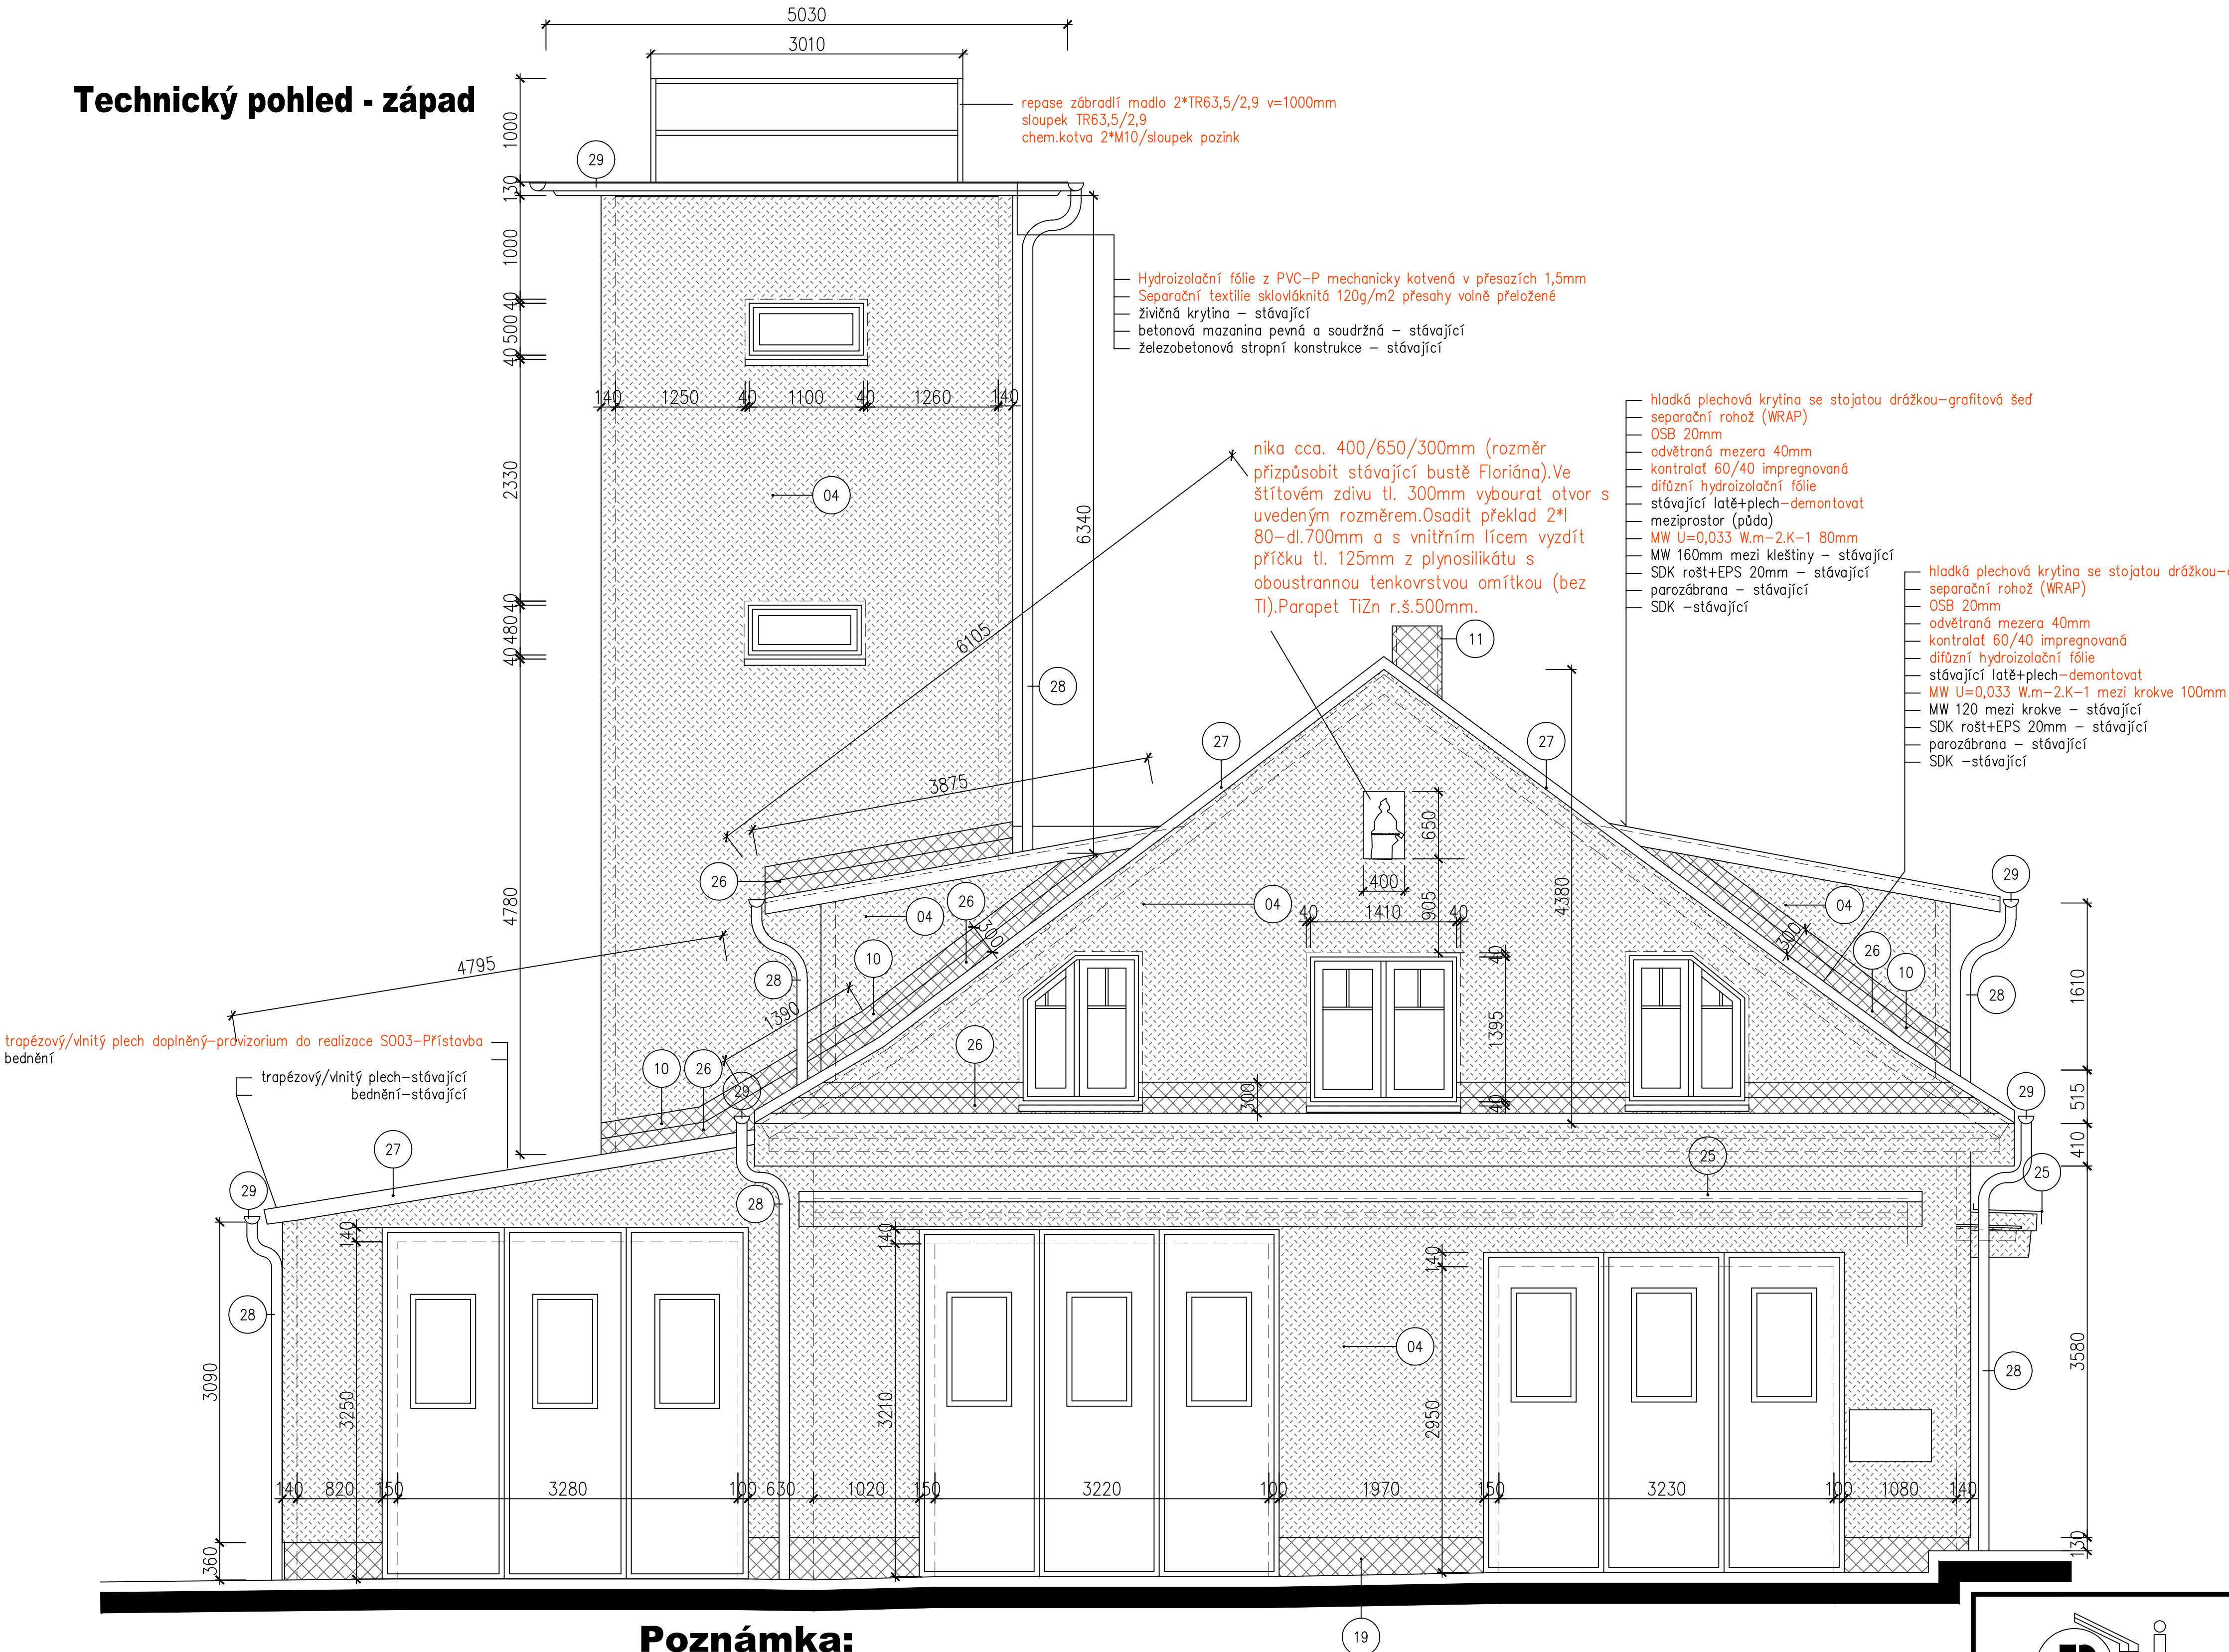 Technický pohled - západ
5030
3010
repase zábradlí madlo 2*TR63,5/2,9 v=1000mm
sloupek TR63,5/2,9
chem.kotva 2*M10/sloupek pozink
1000
130
1000
40
500
40
2330
40
480
40
4780
29
Hydroizolační fólie z PVC-P mechanicky kotvená v přesazích 1,5mm
Separační textilie sklovláknitá 120g/m2 přesahy volně přeložené
živičná krytina - stávající
betonová mazanina pevná a soudržná - stávající
železobetonová stropní konstrukce - stávající
140
1250
40
1100
40
1260
140
04
6340
6105
28
nika cca. 400/650/300mm (rozměr
přizpůsobit stávající bustě Floriána).Ve
štítovém zdivu tl. 300mm vybourat otvor s
uvedeným rozměrem.Osadit překlad 2*I
80-dl.700mm a s vnitřním lícem vyzdít
příčku tl. 125mm z plynosilikátu s
oboustrannou tenkovrstvou omítkou (bez
TI).Parapet TiZn r.š.500mm.
hladká plechová krytina se stojatou drážkou-grafitová šeď
separační rohož (WRAP)
OSB 20mm
odvětraná mezera 40mm
kontralať 60/40 impregnovaná
difůzní hydroizolační fólie
stávající latě+plech-demontovat
meziprostor (půda)
MW U=0,033 W.m-2.K-1 80mm
MW 160mm mezi kleštiny - stávající
SDK rošt+EPS 20mm - stávající
parozábrana - stávající
SDK -stávající
hladká plechová krytina se stojatou drážkou-
separační rohož (WRAP)
OSB 20mm
odvětraná mezera 40mm
kontralať 60/40 impregnovaná
difůzní hydroizolační fólie
stávající latě+plech-demontovat
MW U=0,033 W.m-2.K-1 mezi krokve 100mm
MW 120 mezi krokve - stávající
SDK rošt+EPS 20mm - stávající
parozábrana - stávající
SDK -stávající
11
27
27
3875
26
04
26
300
10
28
4795
1390
10
26
29
04
650
400
905
4380
40
1410
40
40
1395
40
26
300
300
04
26
10
29
28
29
1610
515
410
3580
130
trapézový/vlnitý plech doplněný-provizorium do realizace SO03-Přístavba
bednění
trapézový/vlnitý plech-stávající
bednění-stávající
27
29
28
28
25
25
28
3090
360
140
3250
140
3210
140
2950
04
140
820
150
3280
100
630
1020
150
3220
100
1970
150
3230
100
1080
140
19
Poznámka: